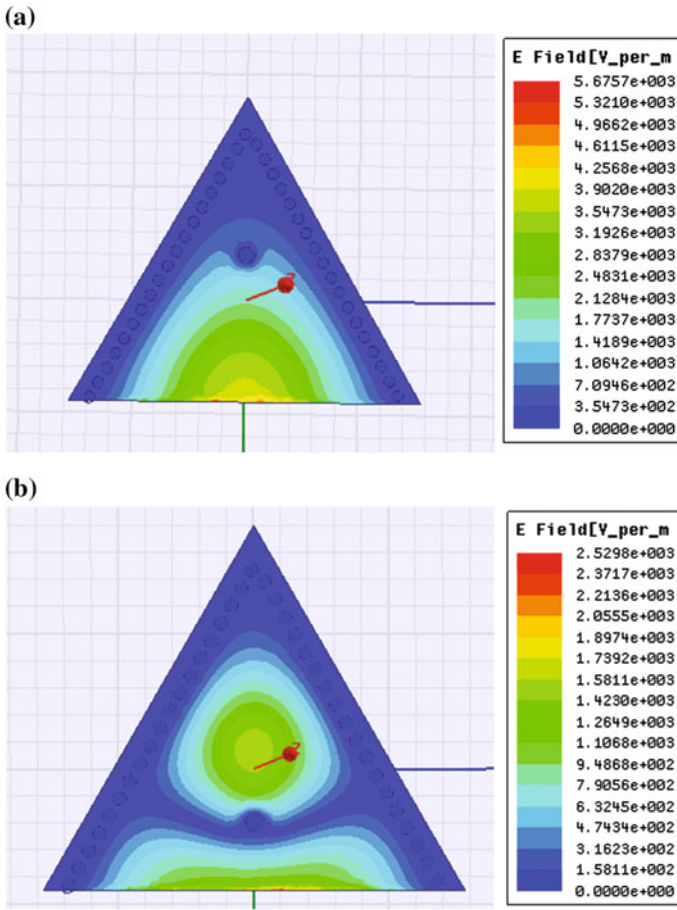 (a)
E Field[V_per_m
5.6757e+003
5.3210e+003
4.9662e+003
4.6115e+003
4.2568e+003
3.9020e+003
3.5473e+003
3.1926e+003
2.8379e+003
2.4831e+003
2.1284e+003
1.7737e+003
1.4189e+003
1.0642e+003
7.0946e+002
3.5473e+002
0.0000e+000
(b)
E Field[V_per_m
2.5298e+003
2.3717e+003
2.2136e+003
2.0555e+003
1.8974e+003
1.7392e+003
1.5811e+003
1.4230e+003
1.2649e+003
1.1068e+003
9.4868e+002
7.9056e+002
6.3245e+002
4.7434e+002
3.1623e+002
1.5811e+002
0.0000e+000